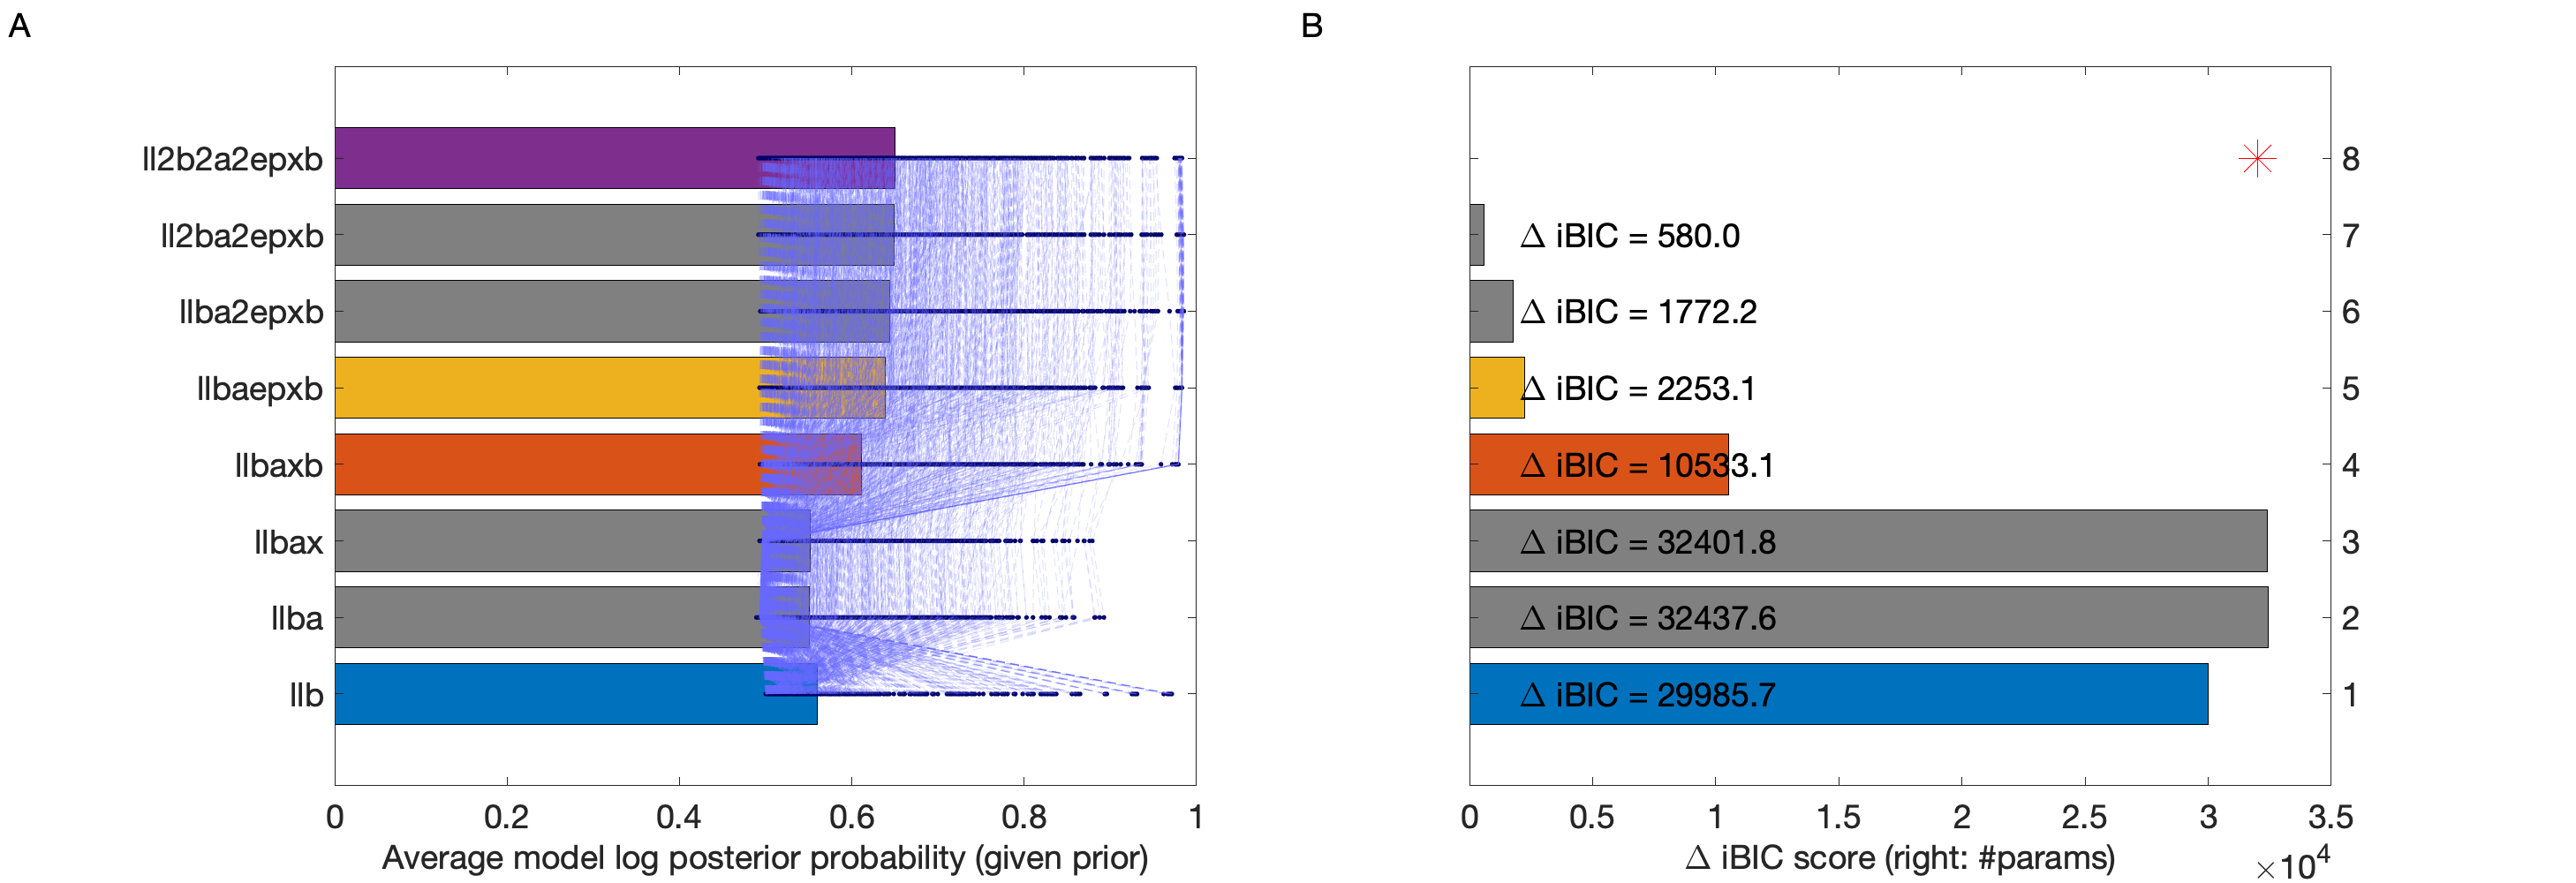 A
ll2b2a2epxb
ll2ba2epxb
llba2epxb
llbaepxb
llbaxb
llbax
llba
llb
0 0.2 0.4 0.6 0.8 1
Average model log posterior probability (given prior)
B
8
Δ iBIC = 580.0 7
Δ iBIC = 1772.2 6
Δ iBIC = 2253.1 5
Δ iBIC = 10533.1 4
Δ iBIC = 32401.8 3
Δ iBIC = 32437.6 2
Δ iBIC = 29985.7 1
0 0.5 1 1.5 2 2.5 3 3.5
Δ iBIC score (right: #params)
×10⁴